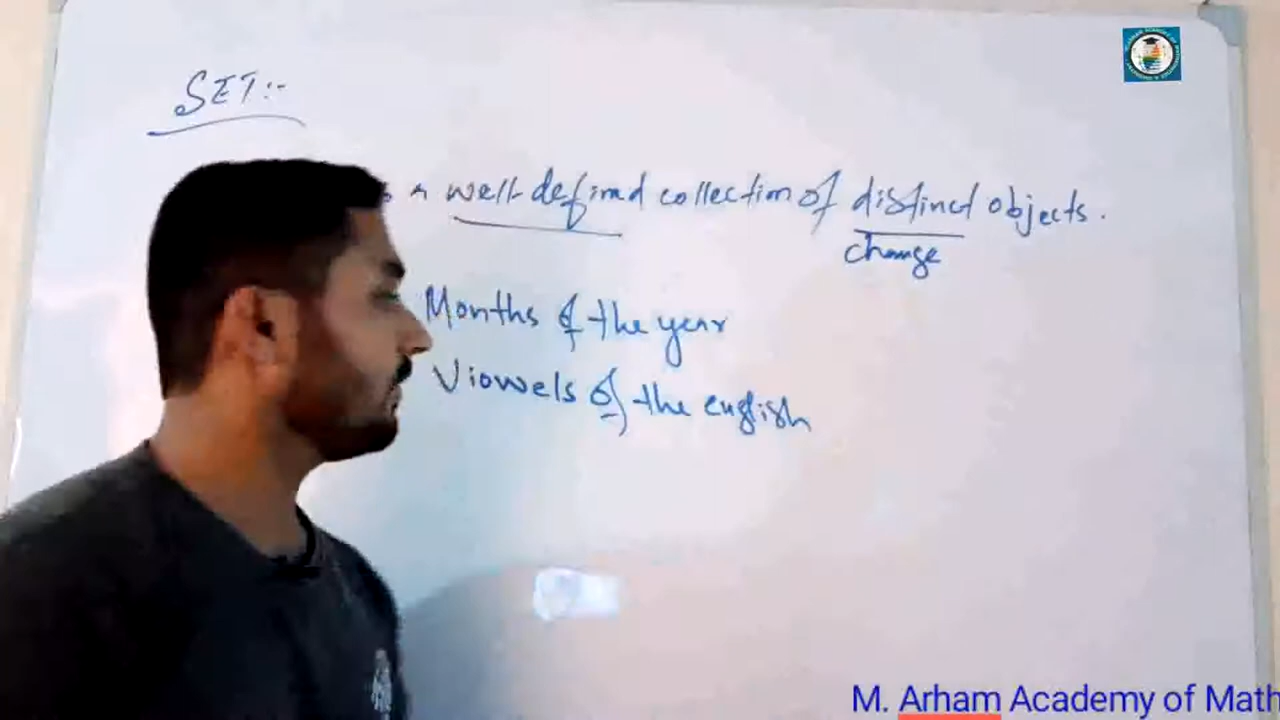 SET:-
a well-defined collection of distinct objects.
change
Months of the year
Viowels of the english
M. Arham Academy of Math